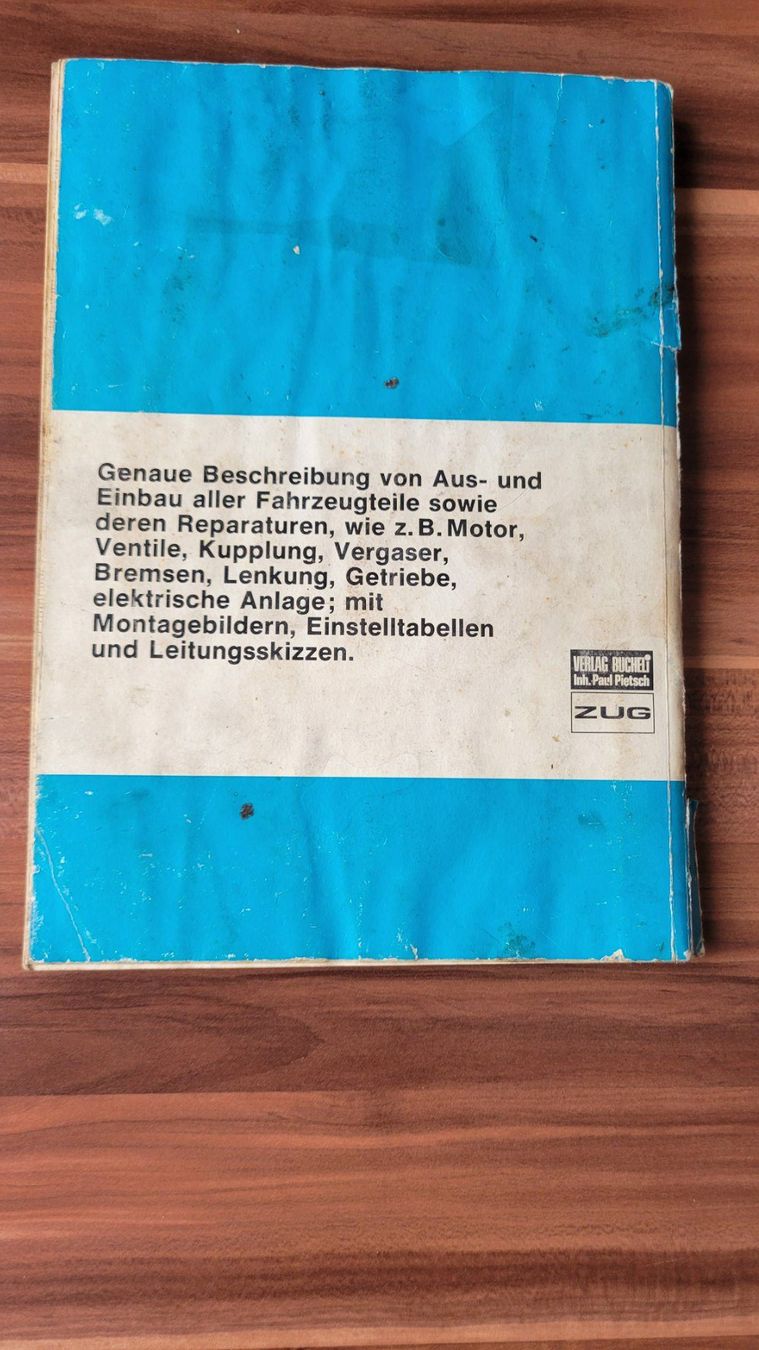 Genaue Beschreibung von Aus- und
Einbau aller Fahrzeugteile sowie
deren Reparaturen, wie z.B. Motor,
Ventile, Kupplung, Vergaser,
Bremsen, Lenkung, Getriebe,
elektrische Anlage; mit
Montagebildern, Einstelltabellen
und Leitungsskizzen.
VERLAG BUCHELI
Inh. Paul Pietsch
ZUG